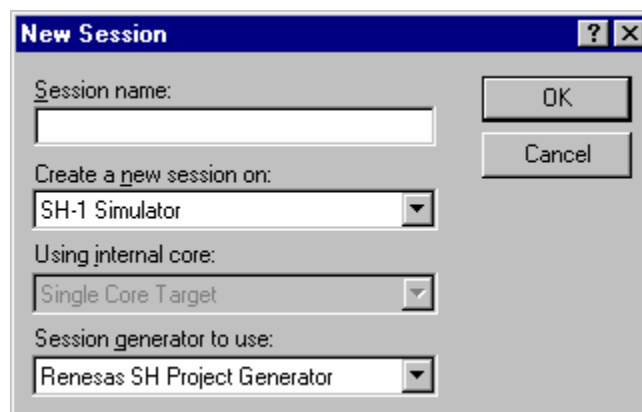 New Session
Session name:
OK
Cancel
Create a new session on:
SH-1 Simulator
Using internal core:
Single Core Target
Session generator to use:
Renesas SH Project Generator